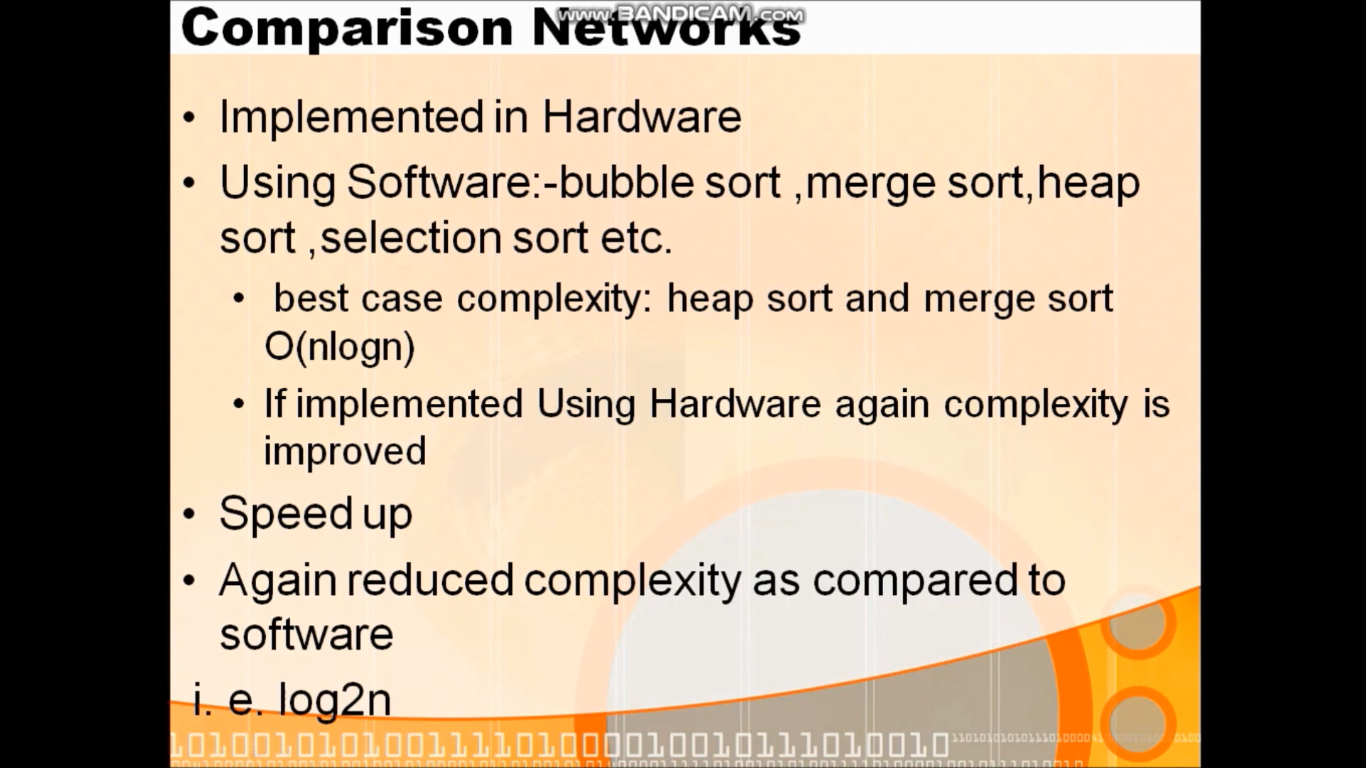 www.BANDICAM.com
Comparison Networks
• Implemented in Hardware
• Using Software:-bubble sort ,merge sort,heap
sort ,selection sort etc.
• best case complexity: heap sort and merge sort
O(nlogn)
• If implemented Using Hardware again complexity is
improved
• Speed up
• Again reduced complexity as compared to
software
i. e. log2n